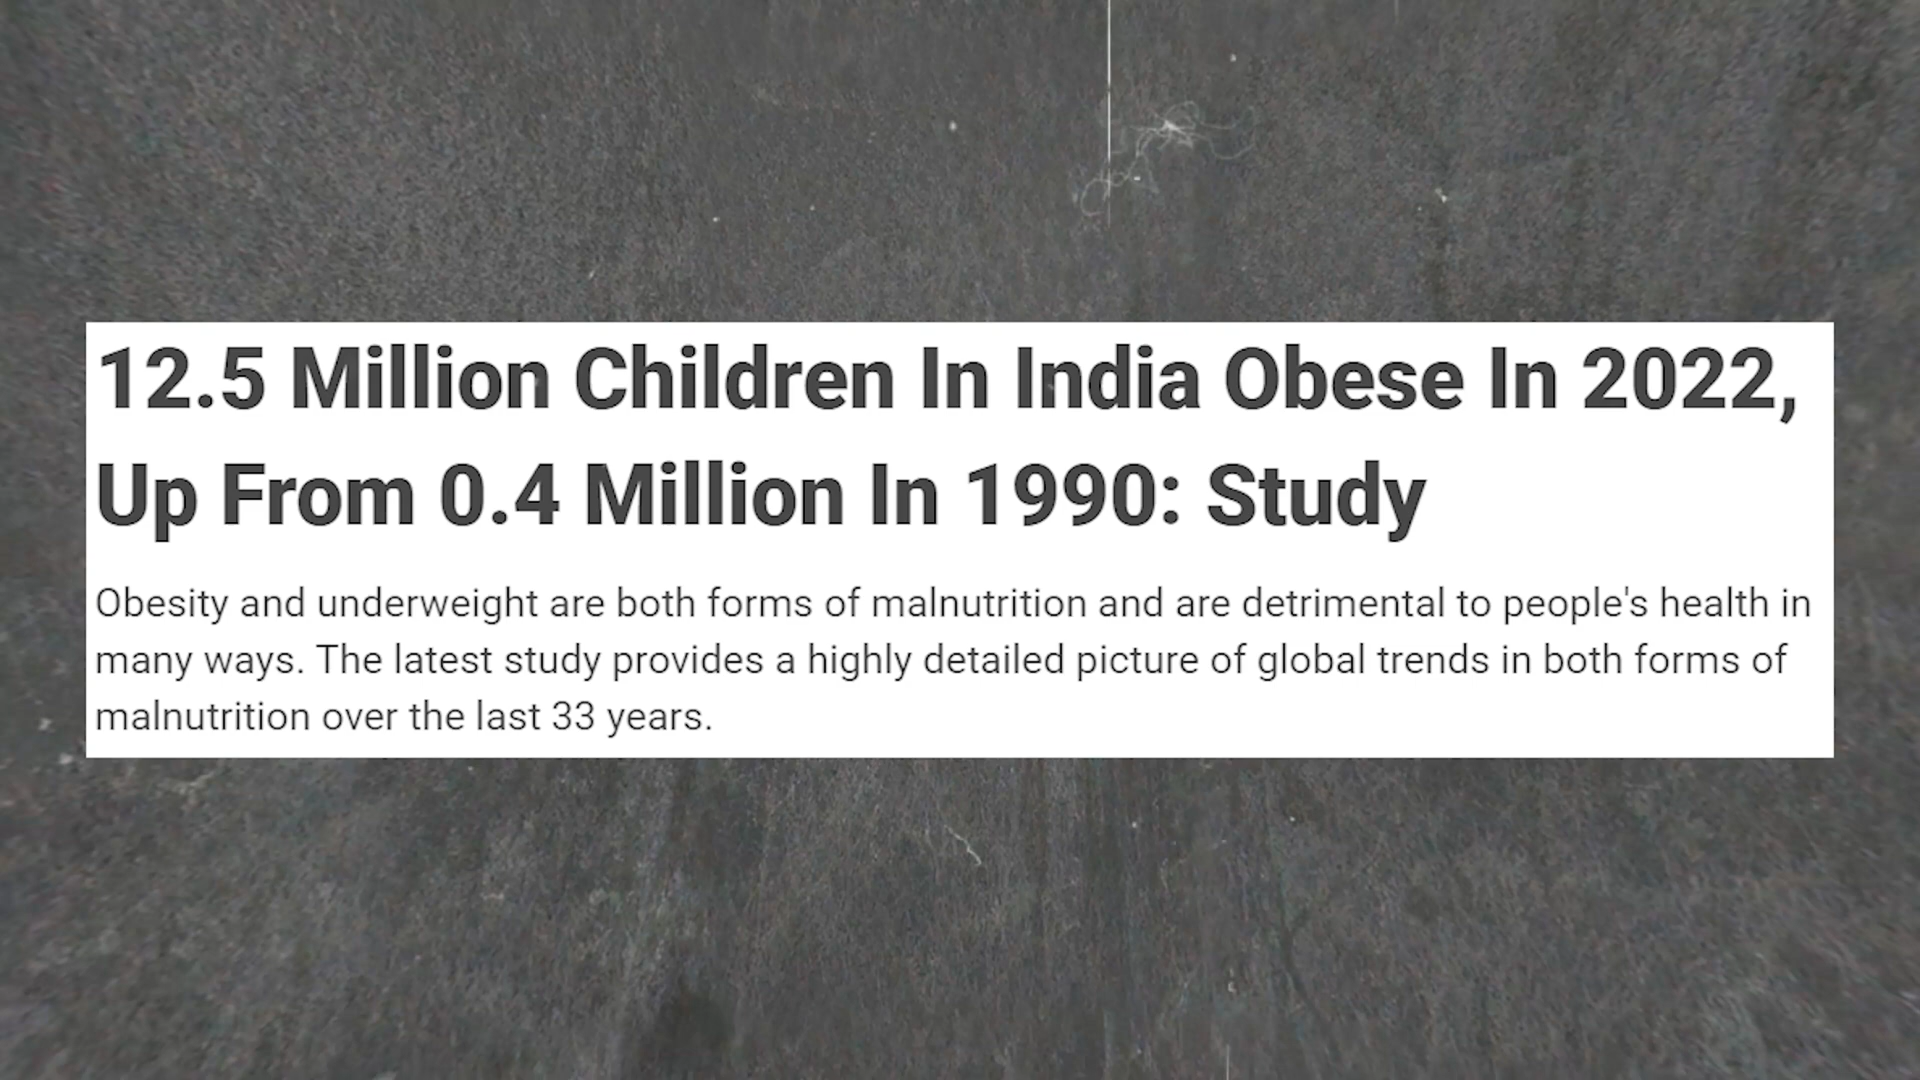 12.5 Million Children In India Obese In 2022,
Up From 0.4 Million In 1990: Study
Obesity and underweight are both forms of malnutrition and are detrimental to people's health in
many ways. The latest study provides a highly detailed picture of global trends in both forms of
malnutrition over the last 33 years.